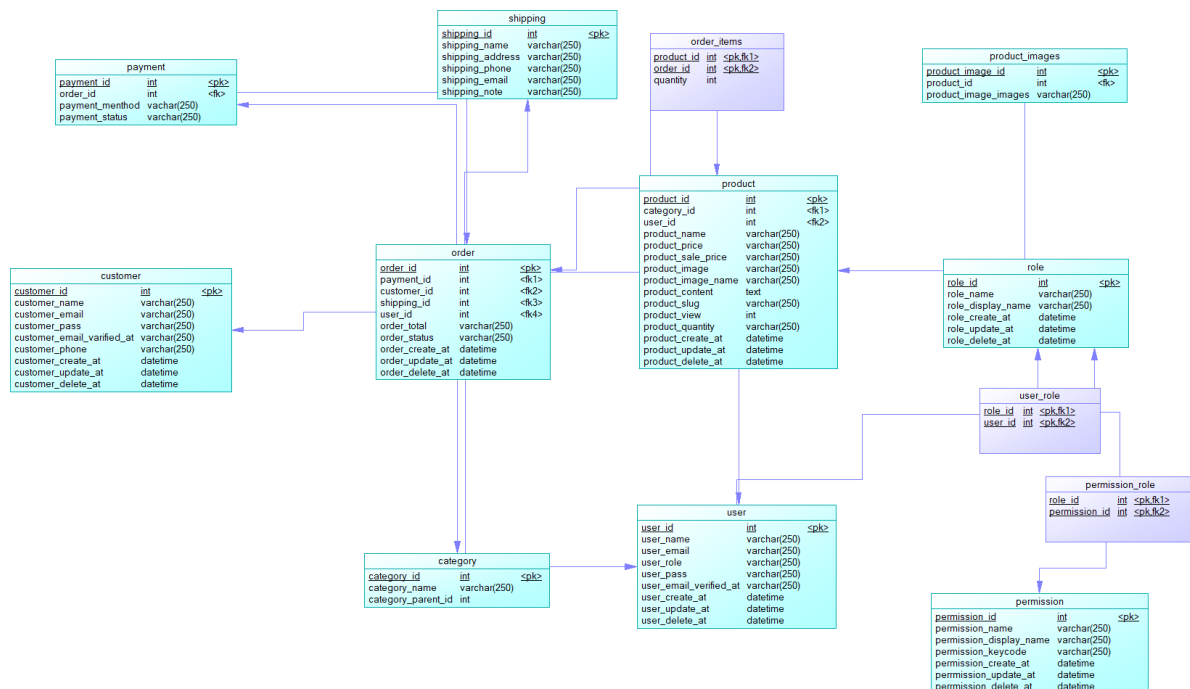 shipping
shipping_id int <pk>
shipping_name varchar(250)
shipping_address varchar(250)
shipping_phone varchar(250)
shipping_email varchar(250)
shipping_note varchar(250)
order_items
product_id int <pk,fk1>
order_id int <pk,fk2>
quantity int
product_images
product_image_id int <pk>
product_id int <fk>
product_image_images varchar(250)
payment
payment_id int <pk>
order_id int <fk>
payment_menthod vachar(250)
payment_status varchar(250)
product
product_id int <pk>
category_id int <fk1>
user_id int <fk2>
product_name varchar(250)
product_price varchar(250)
product_sale_price varchar(250)
product_image varchar(250)
product_image_name varchar(250)
product_content text
product_slug varchar(250)
product_view int
product_quantity varchar(250)
product_create_at datetime
product_update_at datetime
product_delete_at datetime
order
order_id int <pk>
payment_id int <fk1>
customer_id int <fk2>
shipping_id int <fk3>
user_id int <fk4>
order_total varchar(250)
order_status varchar(250)
order_create_at datetime
order_update_at datetime
order_delete_at datetime
customer
customer_id int <pk>
customer_name varchar(250)
customer_email varchar(250)
customer_pass varchar(250)
customer_email_verified_at varchar(250)
customer_phone varchar(250)
customer_create_at datetime
customer_update_at datetime
customer_delete_at datetime
role
role_id int <pk>
role_name varchar(250)
role_display_name varchar(250)
role_create_at datetime
role_update_at datetime
role_delete_at datetime
user_role
role_id int <pk,fk1>
user_id int <pk,fk2>
permission_role
role_id int <pk,fk1>
permission_id int <pk,fk2>
user
user_id int <pk>
user_name varchar(250)
user_email varchar(250)
user_role varchar(250)
user_pass varchar(250)
user_email_verified_at varchar(250)
user_create_at datetime
user_update_at datetime
user_delete_at datetime
category
category_id int <pk>
category_name varchar(250)
category_parent_id int
permission
permission_id int <pk>
permission_name varchar(250)
permission_display_name varchar(250)
permission_keycode varchar(250)
permission_create_at datetime
perrmission_update_at datetime
permission_delete_at datetime